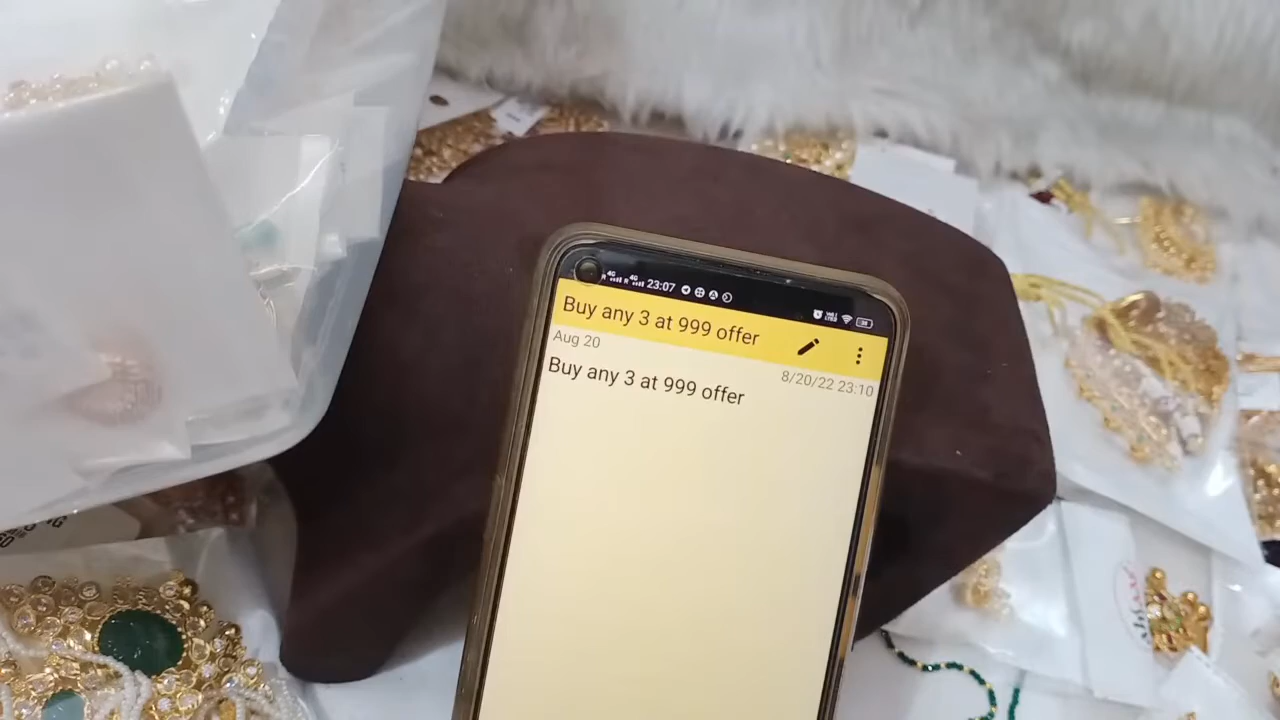 23:07
Buy any 3 at 999 offer
Aug 20
8/20/22 23:10
Buy any 3 at 999 offer